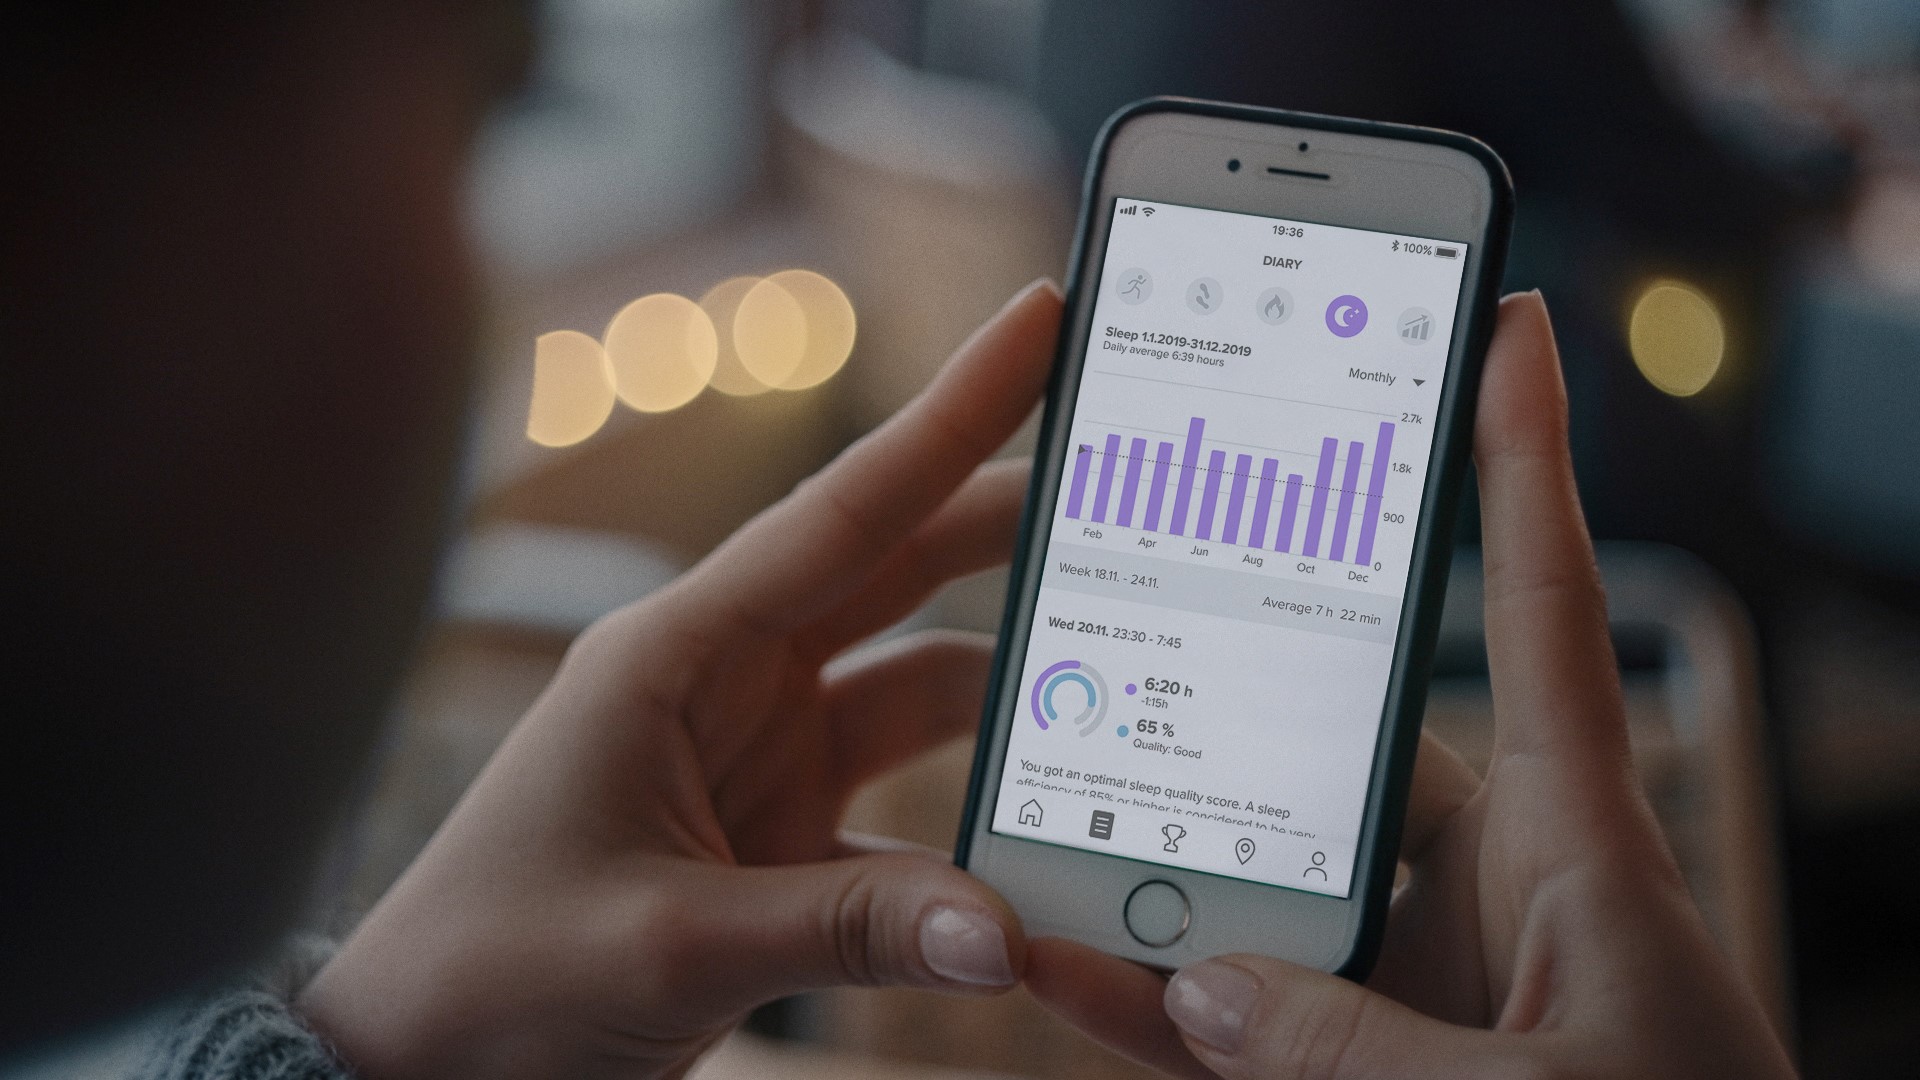 19:36
100%
DIARY
Sleep 1.1.2019-31.12.2019
Daily average 6:39 hours
Monthly
2.7k
1.8k
900
0
Feb Apr Jun Aug Oct Dec
Week 18.11. - 24.11.
Average 7 h 22 min
Wed 20.11. 23:30 - 7:45
6:20 h
-1:15h
65 %
Quality: Good
You got an optimal sleep quality score. A sleep
efficiency of 85% or higher is concidered to be very